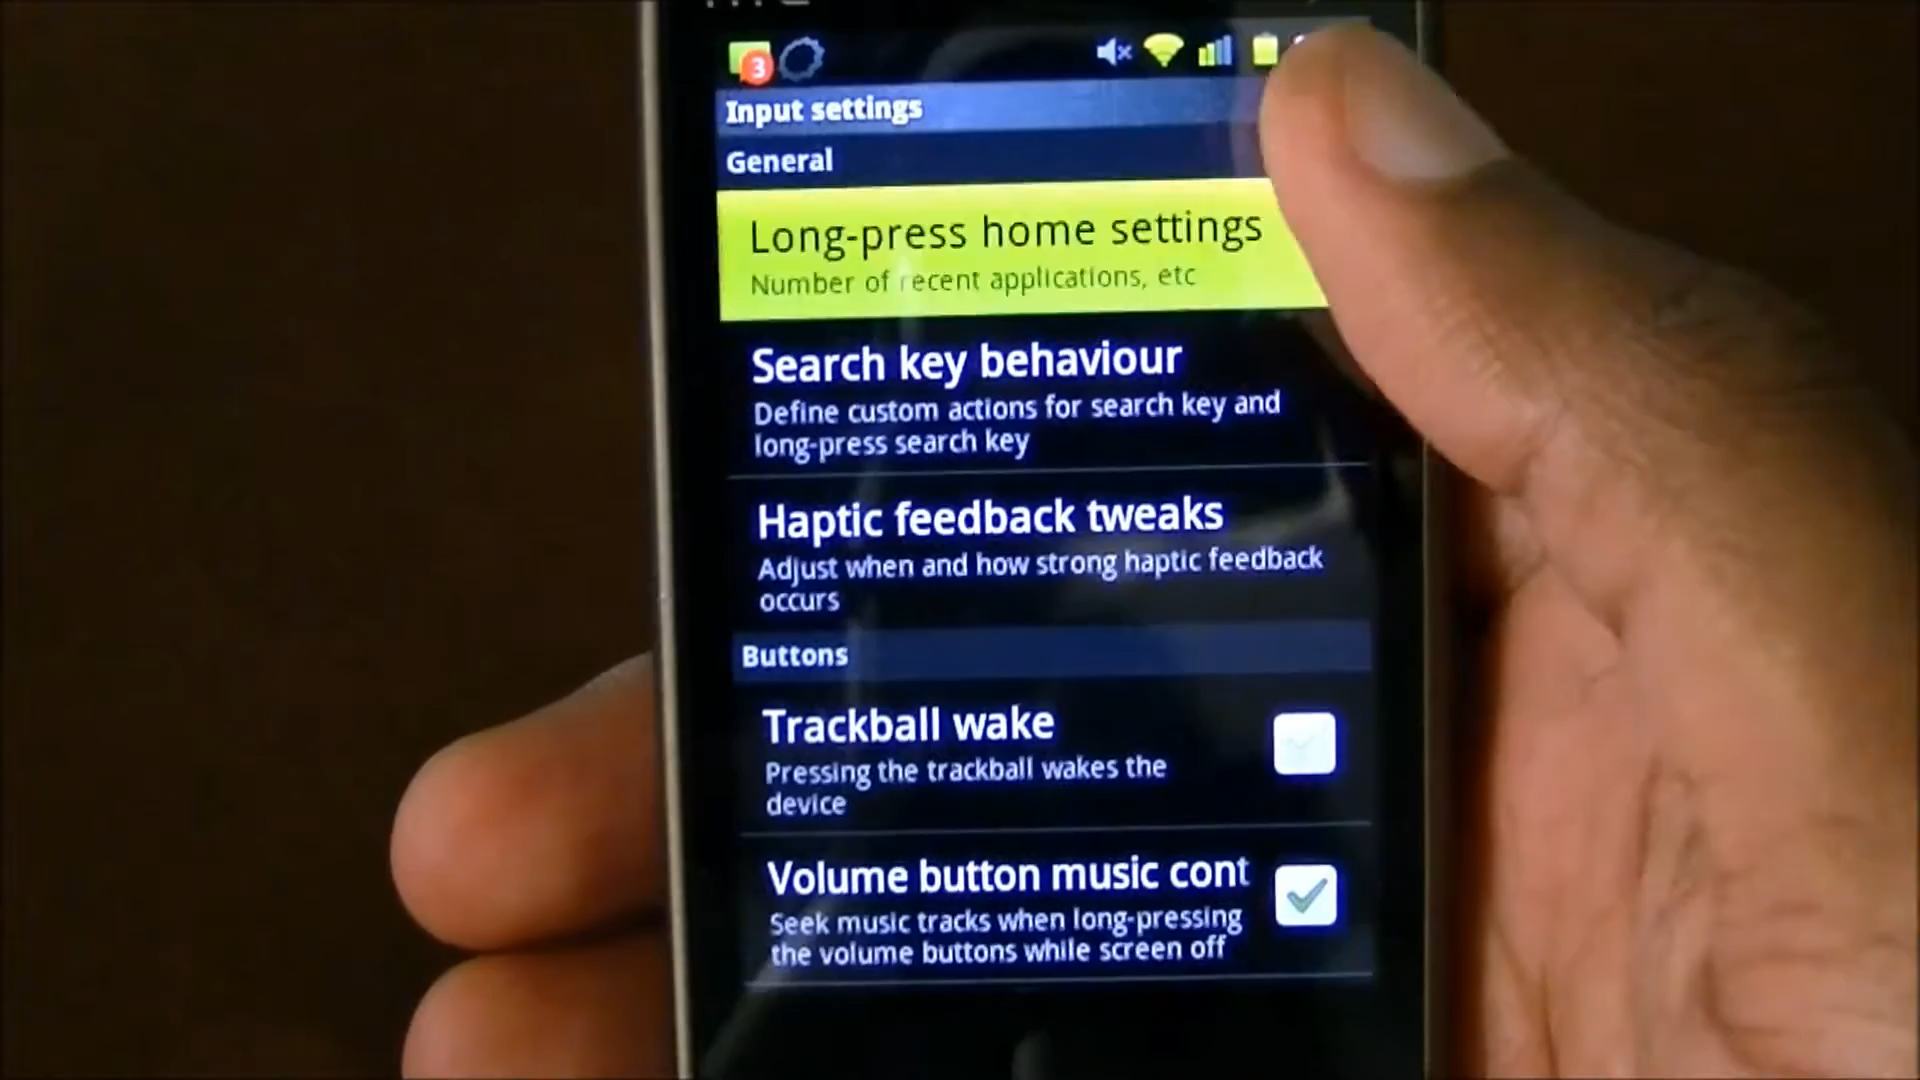 3
Input settings
General
Long-press home settings
Number of recent applications, etc
Search key behaviour
Define custom actions for search key and
long-press search key
Haptic feedback tweaks
Adjust when and how strong haptic feedback
occurs
Buttons
Trackball wake
Pressing the trackball wakes the
device
Volume button music cont
Seek music tracks when long-pressing
the volume buttons while screen off